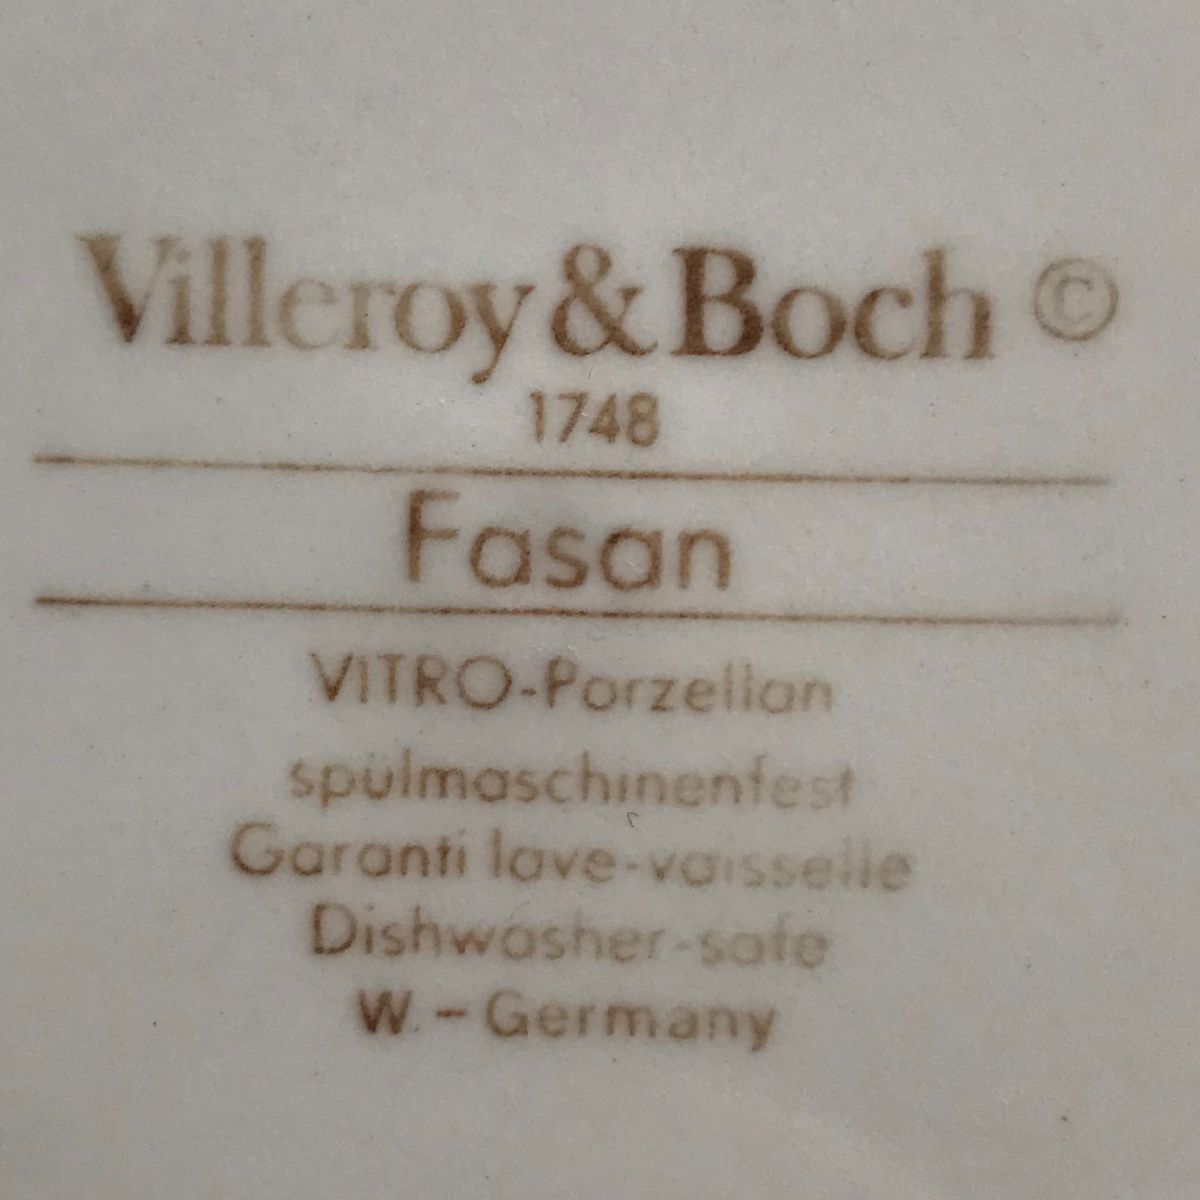 Villeroy & Boch ©
1748
Fasan
VITRO-Porzellan
spülmaschinenfest
Garanti lave-vaisselle
Dishwasher-safe
W.-Germany